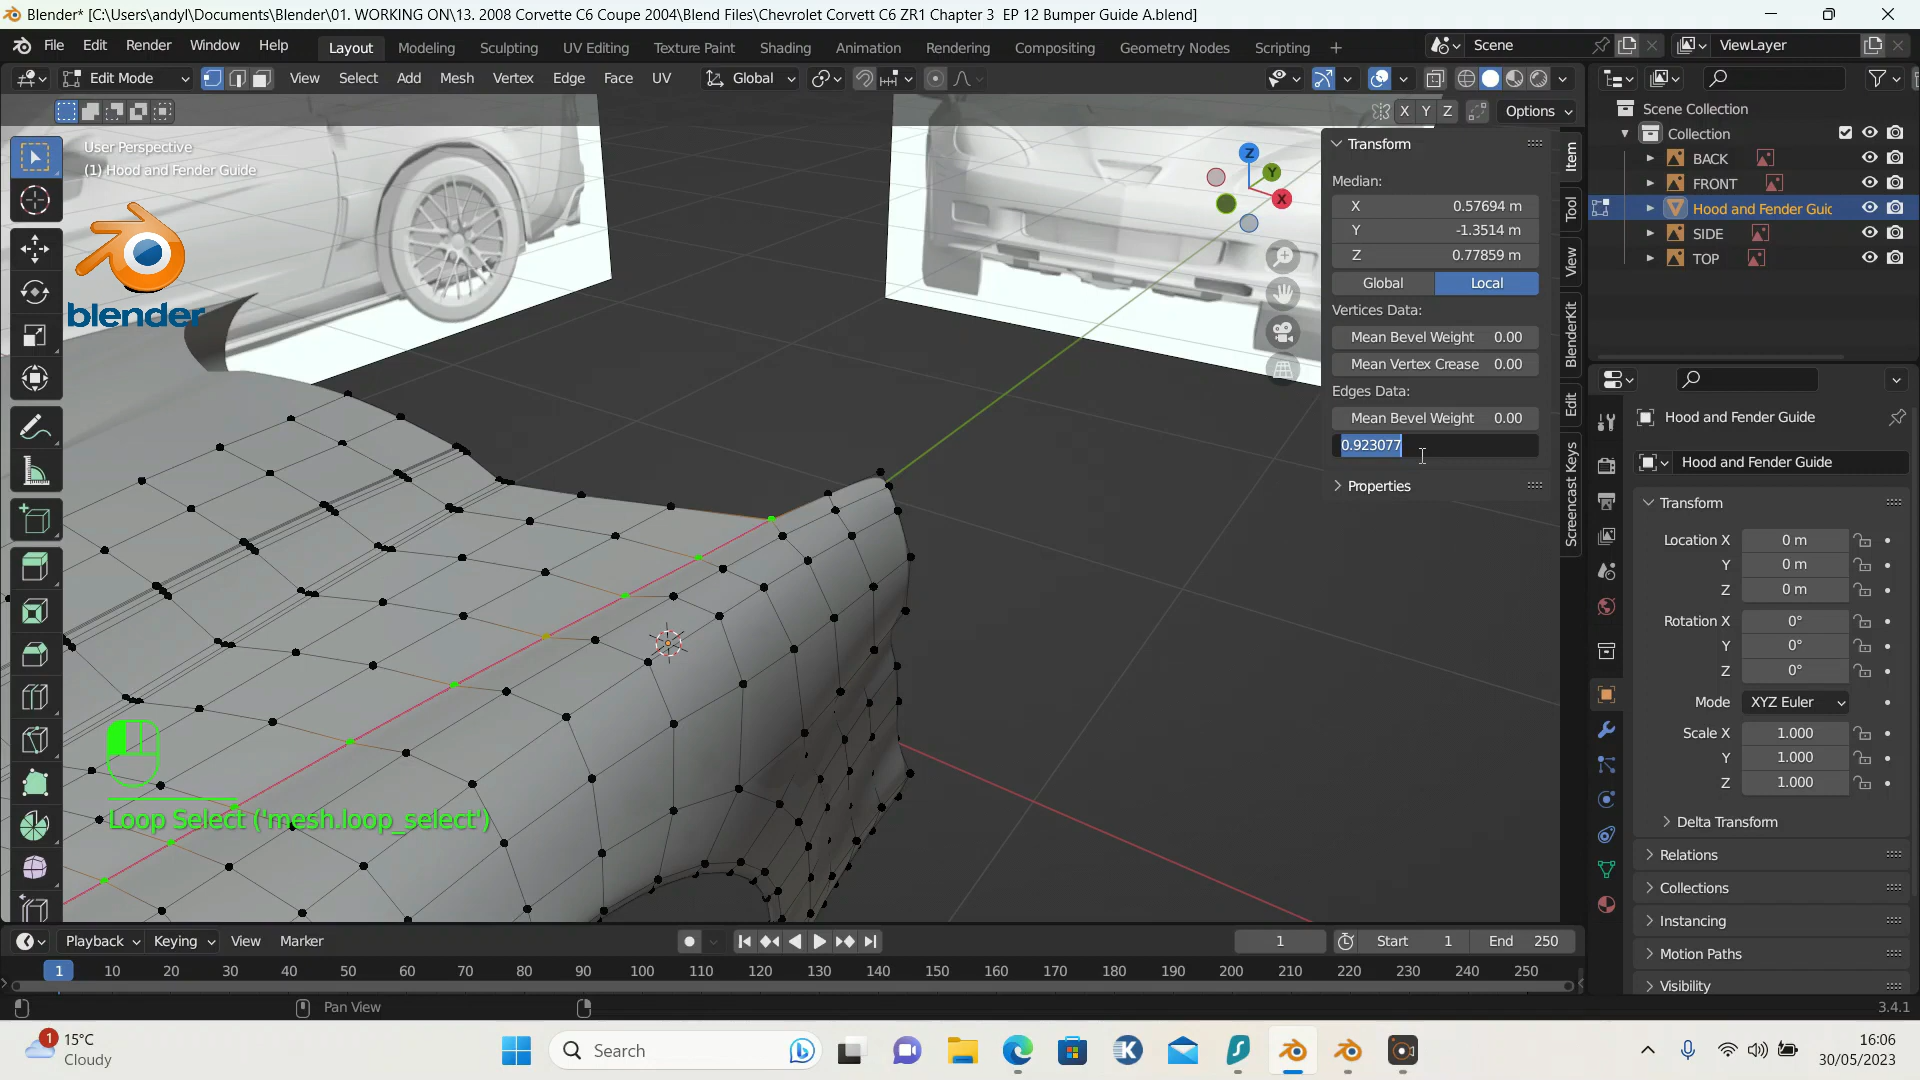 Blender* [C:\Users\andyl\Documents\Blender\01. WORKING ON\13. 2008 Corvette C6 Coupe 2004\Blend Files\Chevrolet Corvett C6 ZR1 Chapter 3  EP 12 Bumper Guide A.blend]
File Edit Render Window Help Layout Modeling Sculpting UV Editing Texture Paint Shading Animation Rendering Compositing Geometry Nodes Scripting + Scene ViewLayer
Edit Mode View Select Add Mesh Vertex Edge Face UV Global
X Y Z Options
User Perspective
(1) Hood and Fender Guide
blender
Z
Y
X
Transform
Median:
X 0.57694 m
Y -1.3514 m
Z 0.77859 m
Global Local
Vertices Data:
Mean Bevel Weight 0.00
Mean Vertex Crease 0.00
Edges Data:
Mean Bevel Weight 0.00
0.923077
Properties
Item
Tool
View
BlenderKit
Edit
Screencast Keys
Scene Collection
Collection
BACK
FRONT
Hood and Fender Guic
SIDE
TOP
Hood and Fender Guide
Hood and Fender Guide
Transform
Location X 0 m
Y 0 m
Z 0 m
Rotation X 0°
Y 0°
Z 0°
Mode XYZ Euler
Scale X 1.000
Y 1.000
Z 1.000
Delta Transform
Relations
Collections
Instancing
Motion Paths
Visibility
Loop Select ('mesh.loop_select')
Playback Keying View Marker 1 Start 1 End 250
1 10 20 30 40 50 60 70 80 90 100 110 120 130 140 150 160 170 180 190 200 210 220 230 240 250
Pan View 3.4.1
1 15°C
Cloudy
Search
K
16:06
30/05/2023